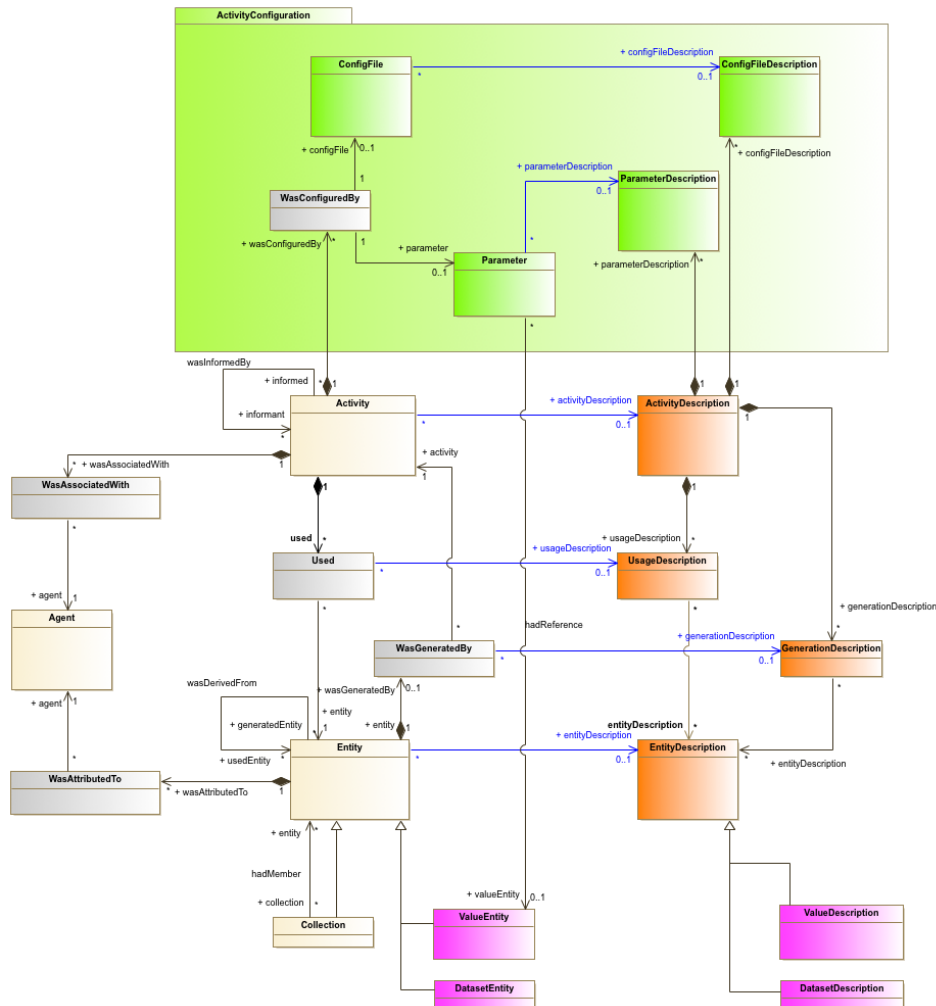 ActivityConfiguration
+ configFileDescription
ConfigFile
ConfigFileDescription
*
0..1
+ configFile
0..1
*
+ configFileDescription
+ parameterDescription
1
ParameterDescription
0..1
WasConfiguredBy
+ wasConfiguredBy
*
1
*
+ parameter
Parameter
0..1
+ parameterDescription
*
*
wasInformedBy
+ informed
*
1
1
1
Activity
+ activityDescription
ActivityDescription
+ informant
*
*
0..1
1
+ activity
* + wasAssociatedWith
1
1
WasAssociatedWith
1
1
*
used
*
+ usageDescription
*
Used
+ usageDescription
UsageDescription
*
0..1
*
*
+ agent
1
+ generationDescription
Agent
hadReference
*
*
+ generationDescription
WasGeneratedBy
*
0..1
GenerationDescription
wasDerivedFrom
+ wasGeneratedBy
0..1
*
+ agent
1
+ entity
+ generatedEntity
1
+ entity
1
entityDescription
*
Entity
+ entityDescription
EntityDescription
+ usedEntity
*
*
0..1
*
+ entityDescription
WasAttributedTo
*
+ wasAttributedTo
1
+ entity
*
hadMember
+ valueEntity
0..1
+ collection
*
ValueEntity
ValueDescription
Collection
DatasetEntity
DatasetDescription